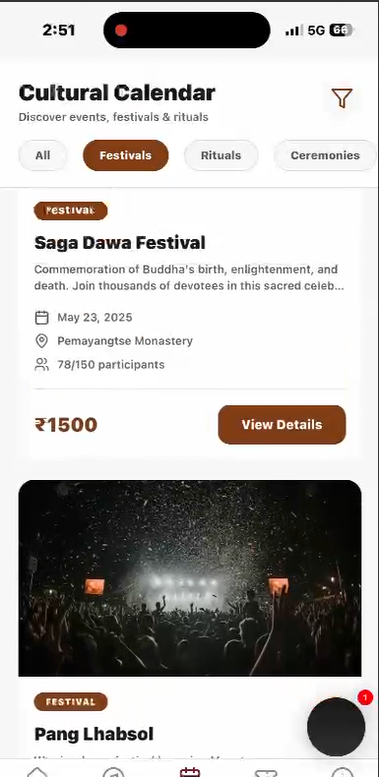 2:51
5G 66
Cultural Calendar
Discover events, festivals & rituals
All Festivals Rituals Ceremonies
Festival
Saga Dawa Festival
Commemoration of Buddha's birth, enlightenment, and
death. Join thousands of devotees in this sacred celeb...
May 23, 2025
Pemayangtse Monastery
78/150 participants
₹1500 View Details
1
FESTIVAL
Pang Lhabsol